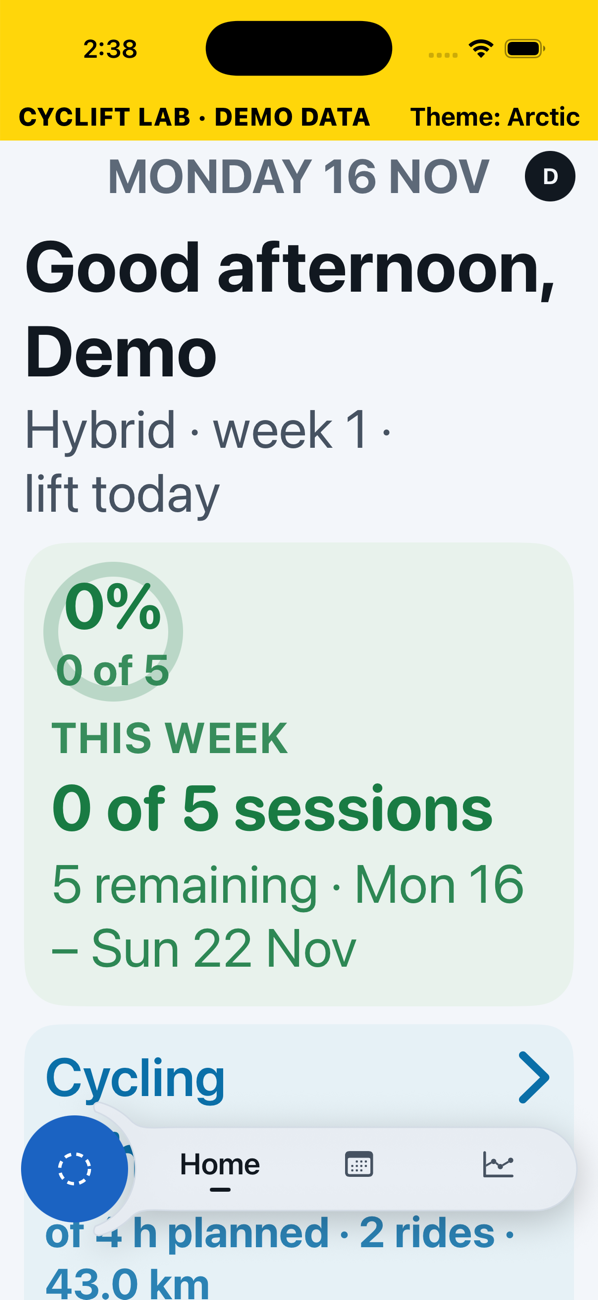 2:38
CYCLIFT LAB · DEMO DATA
Theme: Arctic
MONDAY 16 NOV
D
Good afternoon,
Demo
Hybrid · week 1 ·
lift today
0%
0 of 5
THIS WEEK
0 of 5 sessions
5 remaining · Mon 16
– Sun 22 Nov
Cycling
Home
of 4 h planned · 2 rides ·
43.0 km